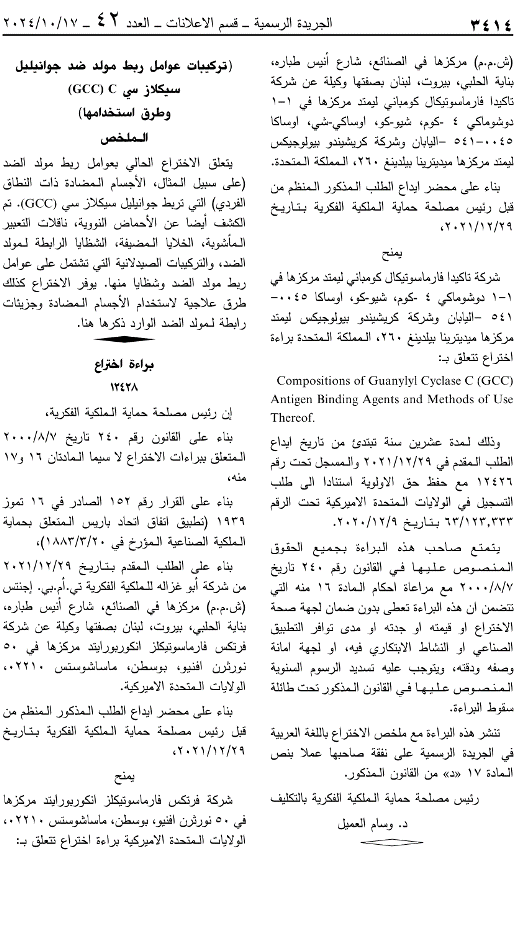 ٣٤١٤
الجريدة الرسمية ــ قسم الاعلانات ــ العدد ٤٢ ــ ٢٠٢٤/١٠/١٧
(ش.م.م) مركزها في الصنائع، شارع أنيس طباره،
بناية الحلبي، بيروت، لبنان بصفتها وكيلة عن شركة
تاكيدا فارماسوتيكال كومباني ليمتد مركزها في ١–١
دوشوماكي ٤ -كوم، شيو-كو، اوساكي-شي، اوساكا
٠٠٤٥–٥٤١ –اليابان وشركة كريشيندو بيولوجيكس
ليمتد مركزها ميديترينا بيلدينغ ٢٦٠، المملكة المتحدة.
بناء على محضر ايداع الطلب المذكور المنظم من
قبل رئيس مصلحة حماية الملكية الفكرية بتاريخ
٢٠٢١/١٢/٢٩،
يمنح
شركة تاكيدا فارماسوتيكال كومباني ليمتد مركزها في
١–١ دوشوماكي ٤ -كوم، شيو-كو، اوساكا ٠٠٤٥–
٥٤١ –اليابان وشركة كريشيندو بيولوجيكس ليمتد
مركزها ميديترينا بيلدينغ ٢٦٠، المملكة المتحدة براءة
اختراع تتعلق بـ:
Compositions of Guanylyl Cyclase C (GCC)
Antigen Binding Agents and Methods of Use
Thereof.
وذلك لمدة عشرين سنة تبتدئ من تاريخ ايداع
الطلب المقدم في ٢٠٢١/١٢/٢٩ والمسجل تحت رقم
١٢٤٢٦ مع حفظ حق الاولوية استنادا الى طلب
التسجيل في الولايات المتحدة الاميركية تحت الرقم
٦٣/١٢٣,٣٣٣ بتاريخ ٢٠٢٠/١٢/٩.
يتمتع صاحب هذه البراءة بجميع الحقوق
المنصوص عليها في القانون رقم ٢٤٠ تاريخ
٢٠٠٠/٨/٧ مع مراعاة احكام المادة ١٦ منه التي
تتضمن ان هذه البراءة تعطى بدون ضمان لجهة صحة
الاختراع او قيمته او جدته او مدى توافر التطبيق
الصناعي او النشاط الابتكاري فيه، او لجهة امانة
وصفه ودقته، ويتوجب عليه تسديد الرسوم السنوية
المنصوص عليها في القانون المذكور تحت طائلة
سقوط البراءة.
تنشر هذه البراءة مع ملخص الاختراع باللغة العربية
في الجريدة الرسمية على نفقة صاحبها عملا بنص
المادة ١٧ «د» من القانون المذكور.
رئيس مصلحة حماية الملكية الفكرية بالتكليف
د. وسام العميل
(تركيبات عوامل ربط مولد ضد جوانيليل
سيكلاز سي C (GCC)
وطرق استخدامها)
الملخص
يتعلق الاختراع الحالي بعوامل ربط مولد الضد
(على سبيل المثال، الأجسام المضادة ذات النطاق
الفردي) التي تربط جوانيليل سيكلاز سي (GCC). تم
الكشف أيضا عن الأحماض النووية، ناقلات التعبير
المأشوبة، الخلايا المضيفة، الشظايا الرابطة لمولد
الضد، والتركيبات الصيدلانية التي تشتمل على عوامل
ربط مولد الضد وشظايا منها. يوفر الاختراع كذلك
طرق علاجية لاستخدام الأجسام المضادة وجزيئات
رابطة لمولد الضد الوارد ذكرها هنا.
براءة اختراع
١٢٤٢٨
إن رئيس مصلحة حماية الملكية الفكرية،
بناء على القانون رقم ٢٤٠ تاريخ ٢٠٠٠/٨/٧
المتعلق ببراءات الاختراع لا سيما المادتان ١٦ و١٧
منه،
بناء على القرار رقم ١٥٢ الصادر في ١٦ تموز
١٩٣٩ (تطبيق اتفاق اتحاد باريس المتعلق بحماية
الملكية الصناعية المؤرخ في ١٨٨٣/٣/٢٠)،
بناء على الطلب المقدم بتاريخ ٢٠٢١/١٢/٢٩
من شركة أبو غزاله للملكية الفكرية تي.أم.بي. إجنتس
(ش.م.م) مركزها في الصنائع، شارع أنيس طباره،
بناية الحلبي، بيروت، لبنان بصفتها وكيلة عن شركة
فرتكس فارماسوتيكلز انكوربورايتد مركزها في ٥٠
نورثرن افنيو، بوسطن، ماساشوستس ٠٢٢١٠،
الولايات المتحدة الاميركية.
بناء على محضر ايداع الطلب المذكور المنظم من
قبل رئيس مصلحة حماية الملكية الفكرية بتاريخ
٢٠٢١/١٢/٢٩،
يمنح
شركة فرتكس فارماسوتيكلز انكوربورايتد مركزها
في ٥٠ نورثرن افنيو، بوسطن، ماساشوستس ٠٢٢١٠،
الولايات المتحدة الاميركية براءة اختراع تتعلق بـ: